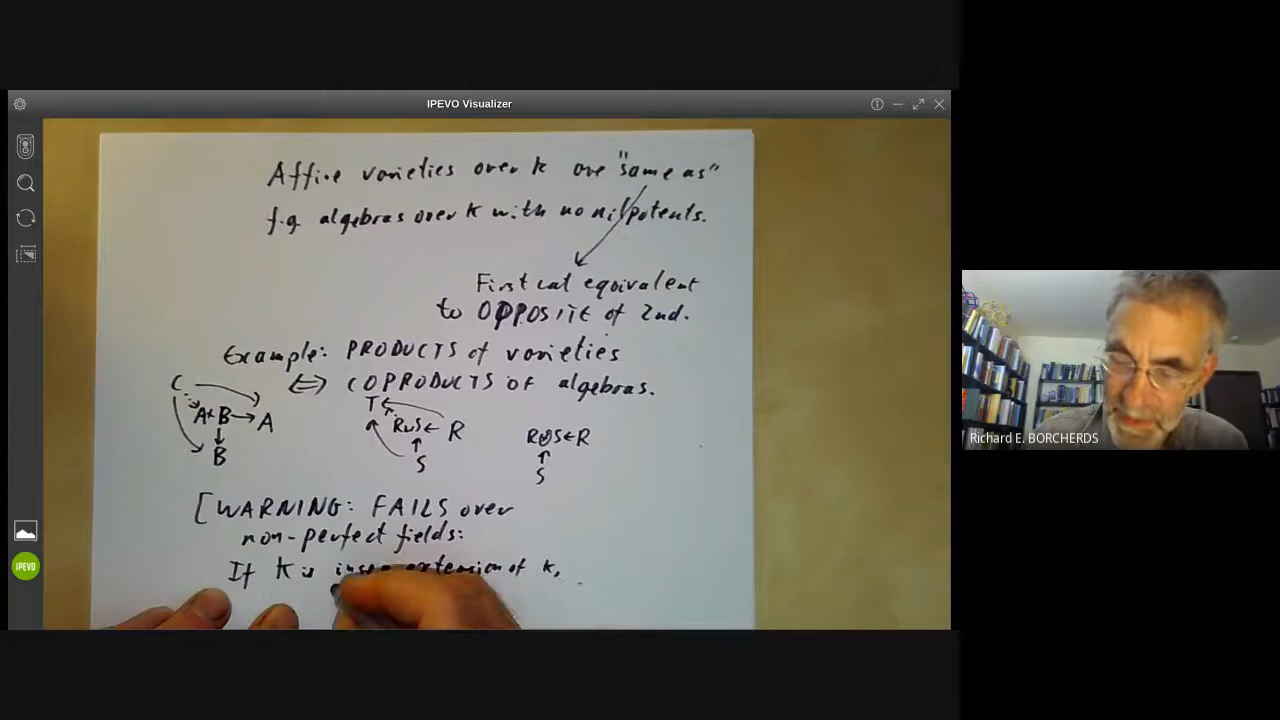 IPEVO Visualizer
Affine varieties over k are "same as"
f.g. algebras over k with no nilpotents.
First cat equivalent
to OPPOSITE of 2nd.
Example: PRODUCTS of varieties
⇔ COPRODUCTS of algebras.
C
A×B → A
B
T
R⊔S ← R
S
R⊗S ← R
S
[WARNING: FAILS over
non-perfect fields:
If K is insep extension of k,
Richard E. BORCHERDS
IPEVO